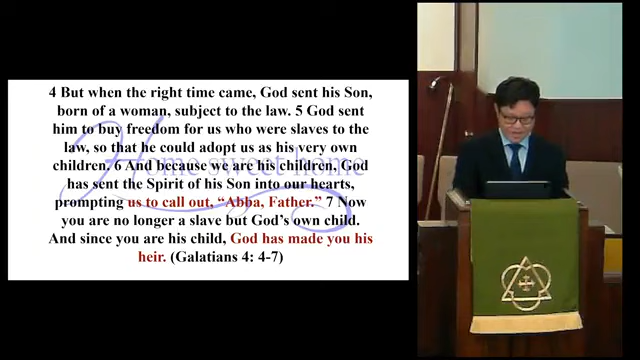 4 But when the right time came, God sent his Son,
born of a woman, subject to the law. 5 God sent
him to buy freedom for us who were slaves to the
law, so that he could adopt us as his very own
children. 6 And because we are his children, God
Home sweet home
has sent the Spirit of his Son into our hearts,
prompting us to call out, “Abba, Father.” 7 Now
you are no longer a slave but God’s own child.
And since you are his child, God has made you his
heir. (Galatians 4: 4-7)